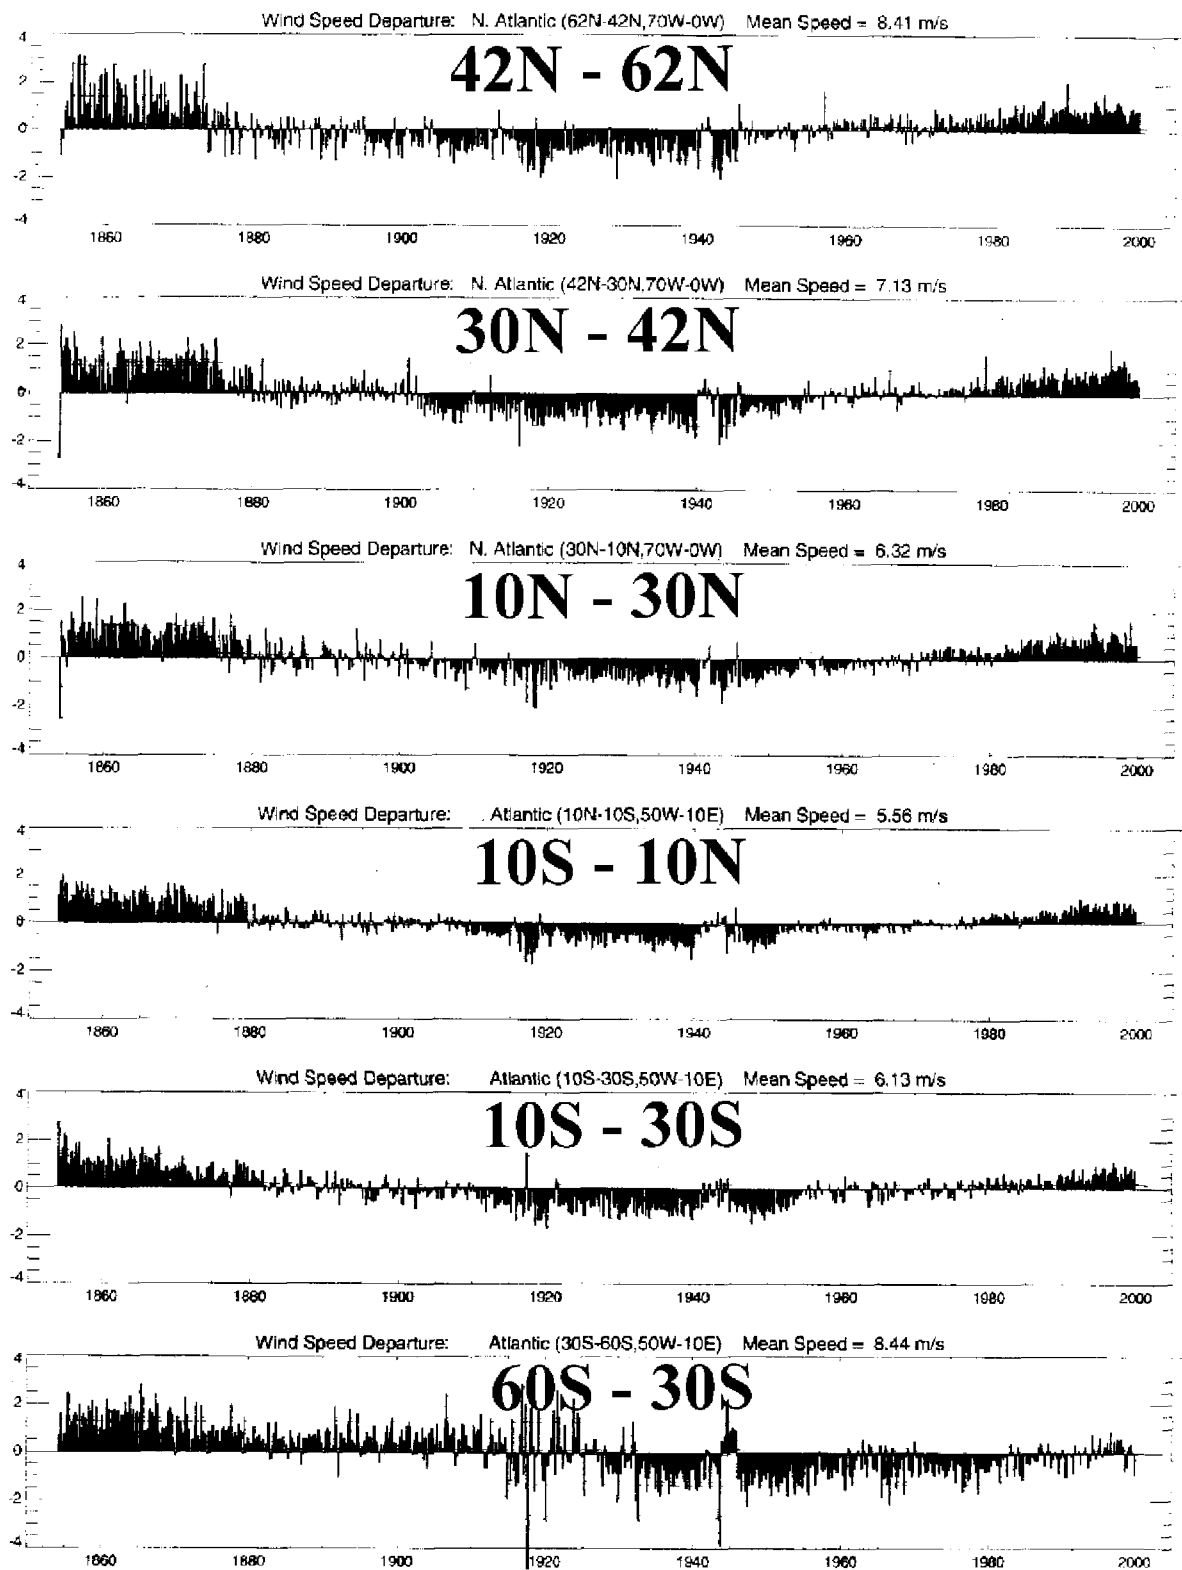 Wind Speed Departure: N. Atlantic (62N-42N,70W-0W) Mean Speed = 8.41 m/s
42N - 62N
4
2
0
-2
-4
1860 1880 1900 1920 1940 1960 1980 2000
Wind Speed Departure: N. Atlantic (42N-30N,70W-0W) Mean Speed = 7.13 m/s
30N - 42N
4
2
0
-2
-4
1860 1880 1900 1920 1940 1960 1980 2000
Wind Speed Departure: N. Atlantic (30N-10N,70W-0W) Mean Speed = 6.32 m/s
10N - 30N
4
2
0
-2
-4
1860 1880 1900 1920 1940 1960 1980 2000
Wind Speed Departure: Atlantic (10N-10S,50W-10E) Mean Speed = 5.56 m/s
10S - 10N
4
2
0
-2
-4
1860 1880 1900 1920 1940 1960 1980 2000
Wind Speed Departure: Atlantic (10S-30S,50W-10E) Mean Speed = 6.13 m/s
10S - 30S
4
2
0
-2
-4
1860 1880 1900 1920 1940 1960 1980 2000
Wind Speed Departure: Atlantic (30S-60S,50W-10E) Mean Speed = 8.44 m/s
60S - 30S
4
2
0
-2
-4
1860 1880 1900 1920 1940 1960 1980 2000